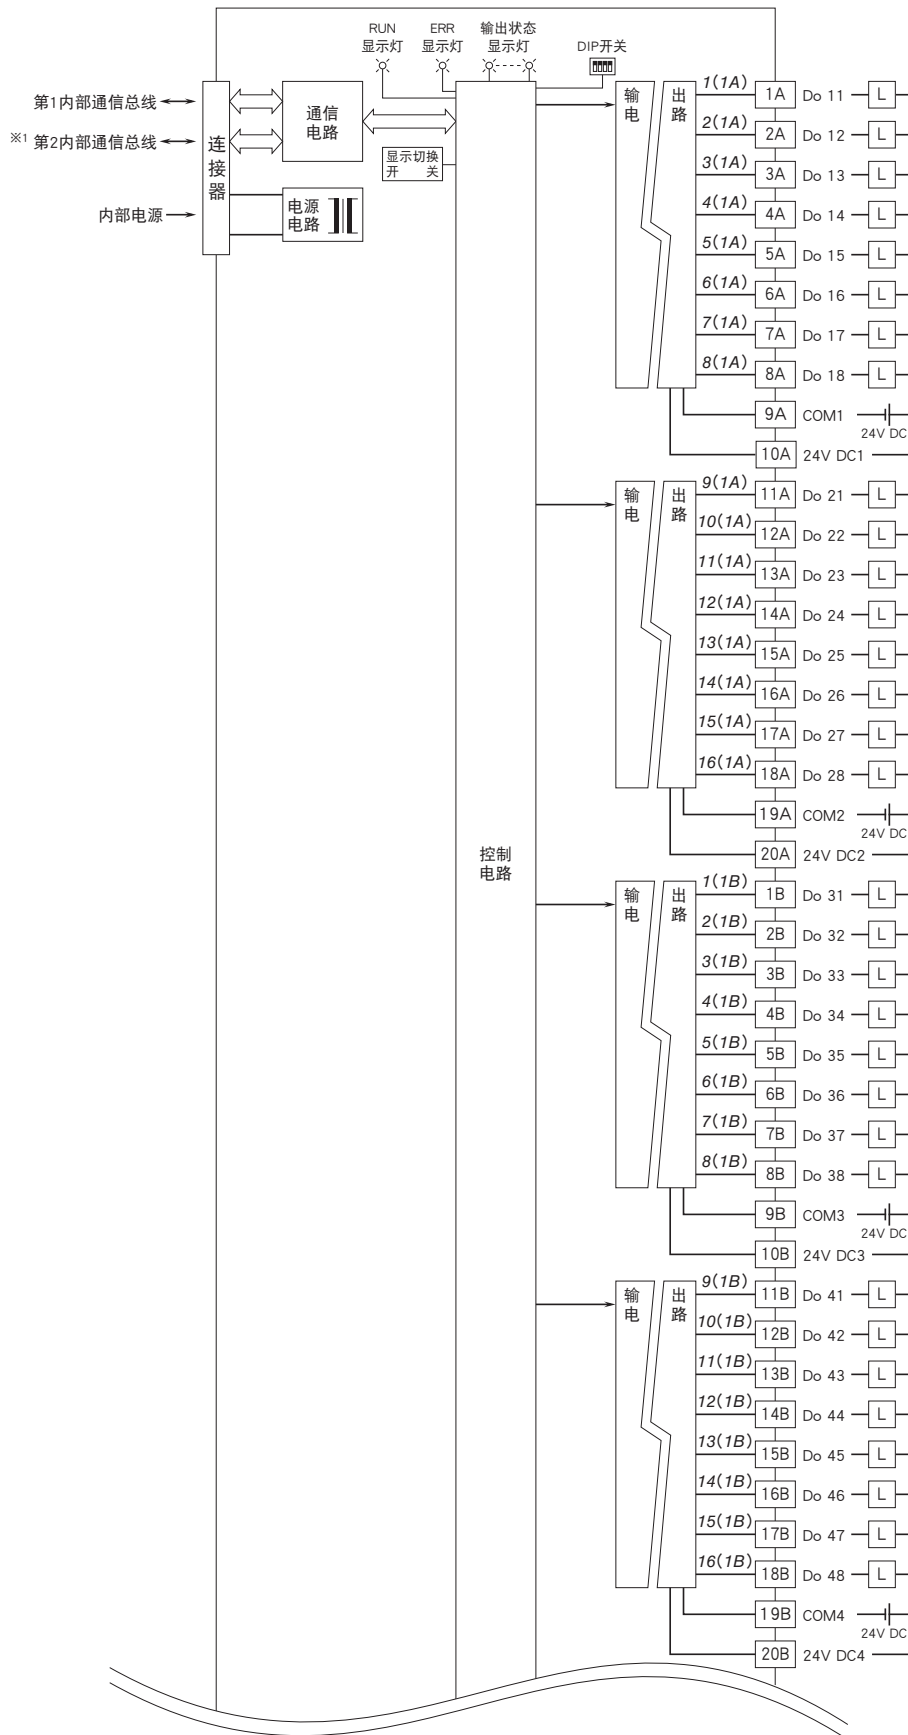 RUN
显示灯
ERR
显示灯
输出状态
显示灯
DIP开关
第1内部通信总线
※1 第2内部通信总线
内部电源
连接器
通信
电路
电源
电路
显示切换
开 关
控制
电路
输 出
电 路
1(1A) 1A Do 11 L
2(1A) 2A Do 12 L
3(1A) 3A Do 13 L
4(1A) 4A Do 14 L
5(1A) 5A Do 15 L
6(1A) 6A Do 16 L
7(1A) 7A Do 17 L
8(1A) 8A Do 18 L
9A COM1
24V DC
10A 24V DC1
输 出
电 路
9(1A) 11A Do 21 L
10(1A) 12A Do 22 L
11(1A) 13A Do 23 L
12(1A) 14A Do 24 L
13(1A) 15A Do 25 L
14(1A) 16A Do 26 L
15(1A) 17A Do 27 L
16(1A) 18A Do 28 L
19A COM2
24V DC
20A 24V DC2
输 出
电 路
1(1B) 1B Do 31 L
2(1B) 2B Do 32 L
3(1B) 3B Do 33 L
4(1B) 4B Do 34 L
5(1B) 5B Do 35 L
6(1B) 6B Do 36 L
7(1B) 7B Do 37 L
8(1B) 8B Do 38 L
9B COM3
24V DC
10B 24V DC3
输 出
电 路
9(1B) 11B Do 41 L
10(1B) 12B Do 42 L
11(1B) 13B Do 43 L
12(1B) 14B Do 44 L
13(1B) 15B Do 45 L
14(1B) 16B Do 46 L
15(1B) 17B Do 47 L
16(1B) 18B Do 48 L
19B COM4
24V DC
20B 24V DC4